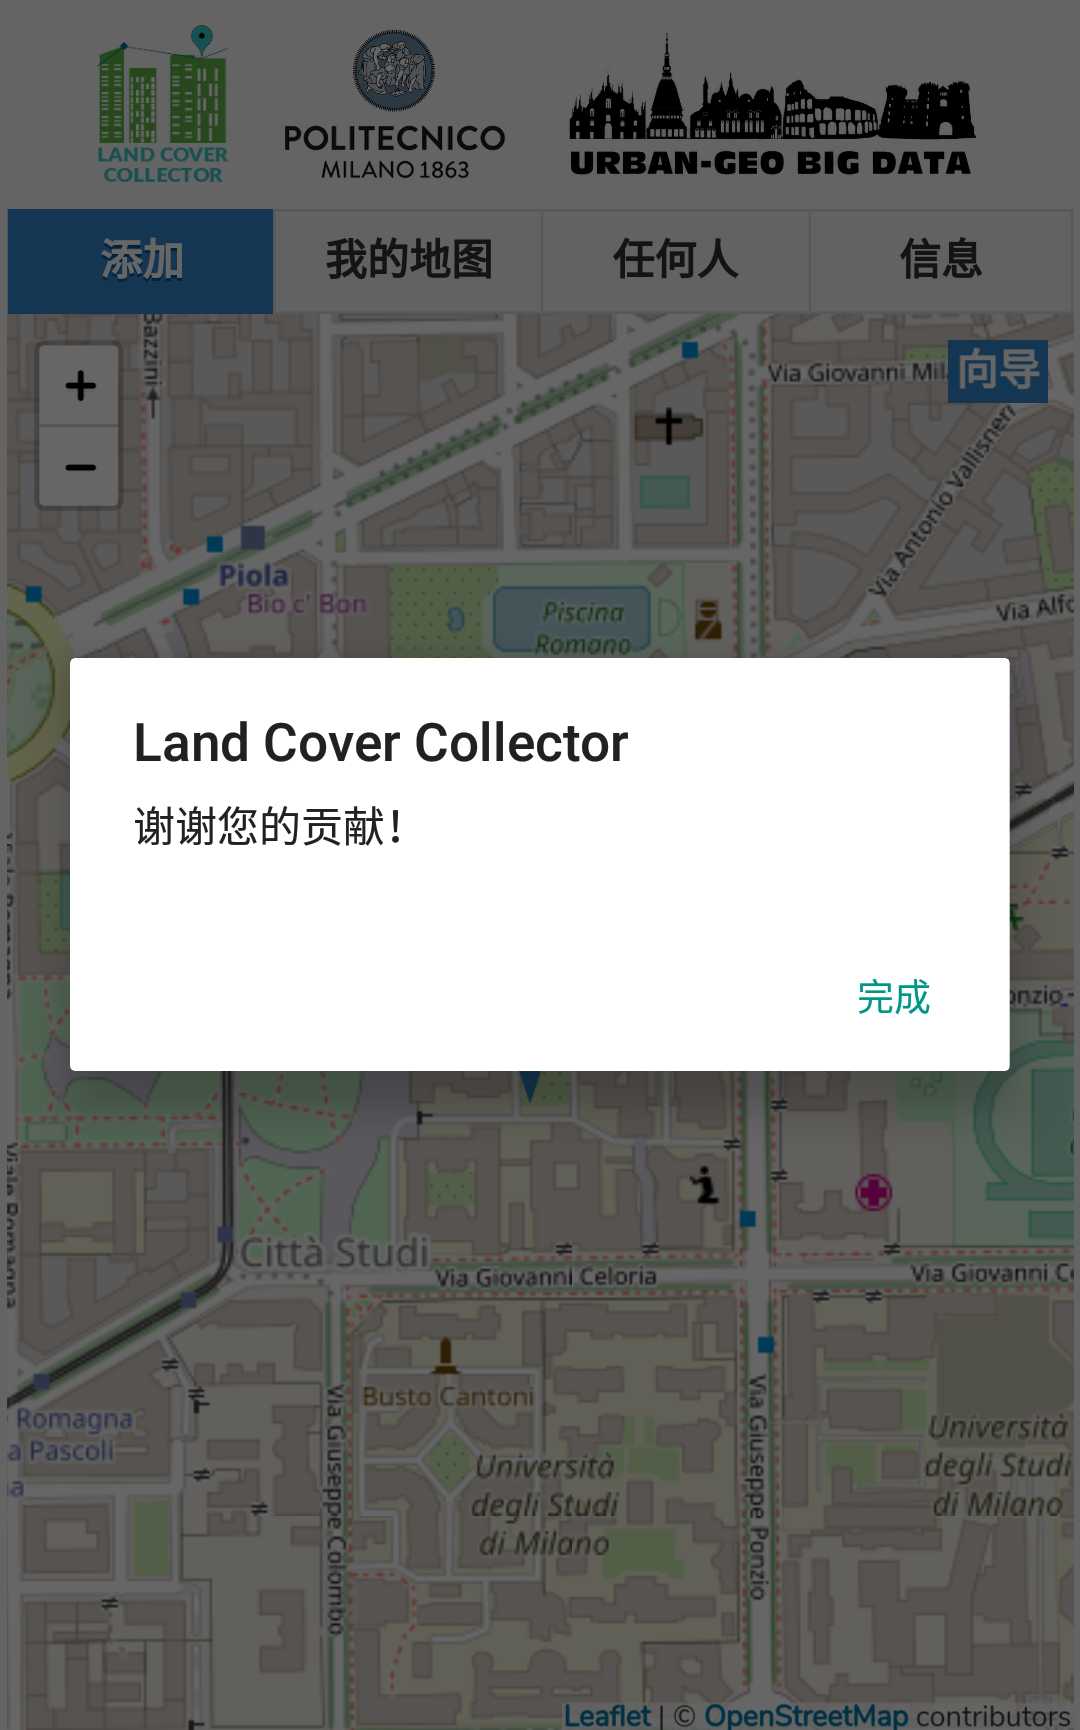 LAND COVER
COLLECTOR
POLITECNICO
MILANO 1863
URBAN-GEO BIG DATA
添加
我的地图
任何人
信息
+
−
向导
Bazzini
Via Giovanni Mila
Via Antonio Vallisneri
Via Alfo
Piola
Bio c' Bon
Piscina
Romano
Land Cover Collector
谢谢您的贡献！
完成
onzio
Viale Romagna
Città Studi
Via Giovanni Celoria
Via Giovanni Ce
Busto Cantoni
Romagna
a Pascoli
a
Via Giuseppe Colombo
Via Giuseppe Ponzio
Università
degli Studi
di Milano
Università
degli Studi
di Milano
Leaflet | © OpenStreetMap contributors